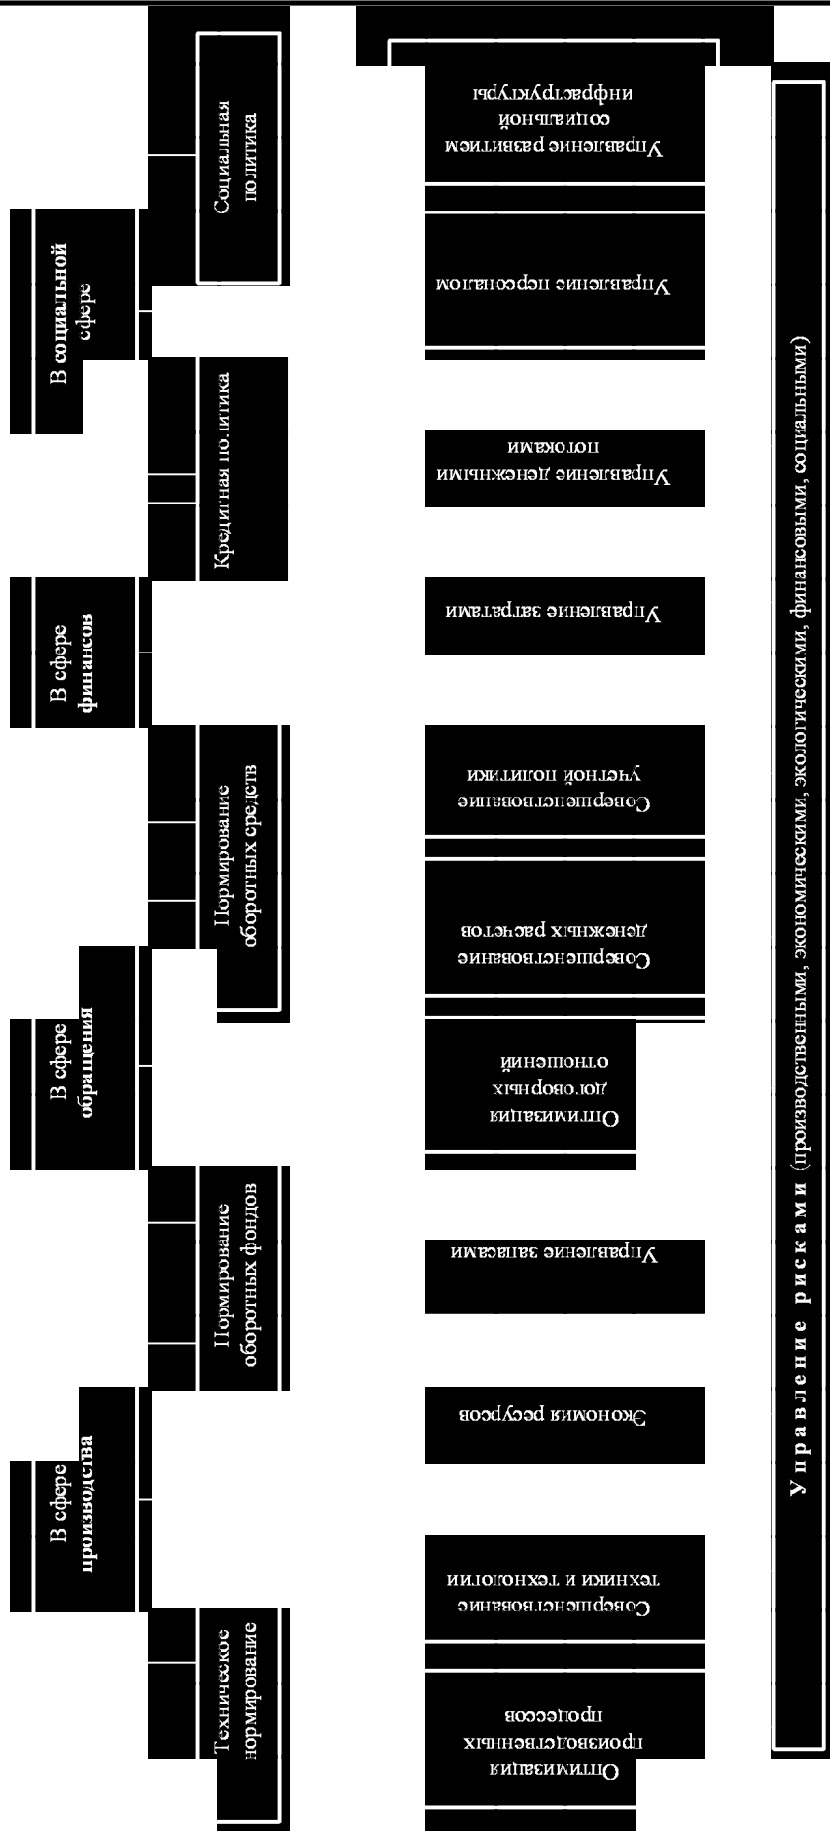 В сфере
производства
В сфере
обращения
В сфере
финансов
В социальной
сфере
Техническое
нормирование
Нормирование
оборотных фондов
Нормирование
оборотных средств
Кредитная политика
Социальная
политика
Оптимизация
производственных
процессов
Совершенствование
техники и технологии
Экономия ресурсов
Управление запасами
Оптимизация
договорных
отношений
Совершенствование
денежных расчетов
Совершенствование
учетной политики
Управление затратами
Управление денежными
потоками
Управление персоналом
Управление развитием
социальной
инфраструктуры
Управление рисками (производственными, экономическими, экологическими, финансовыми, социальными)